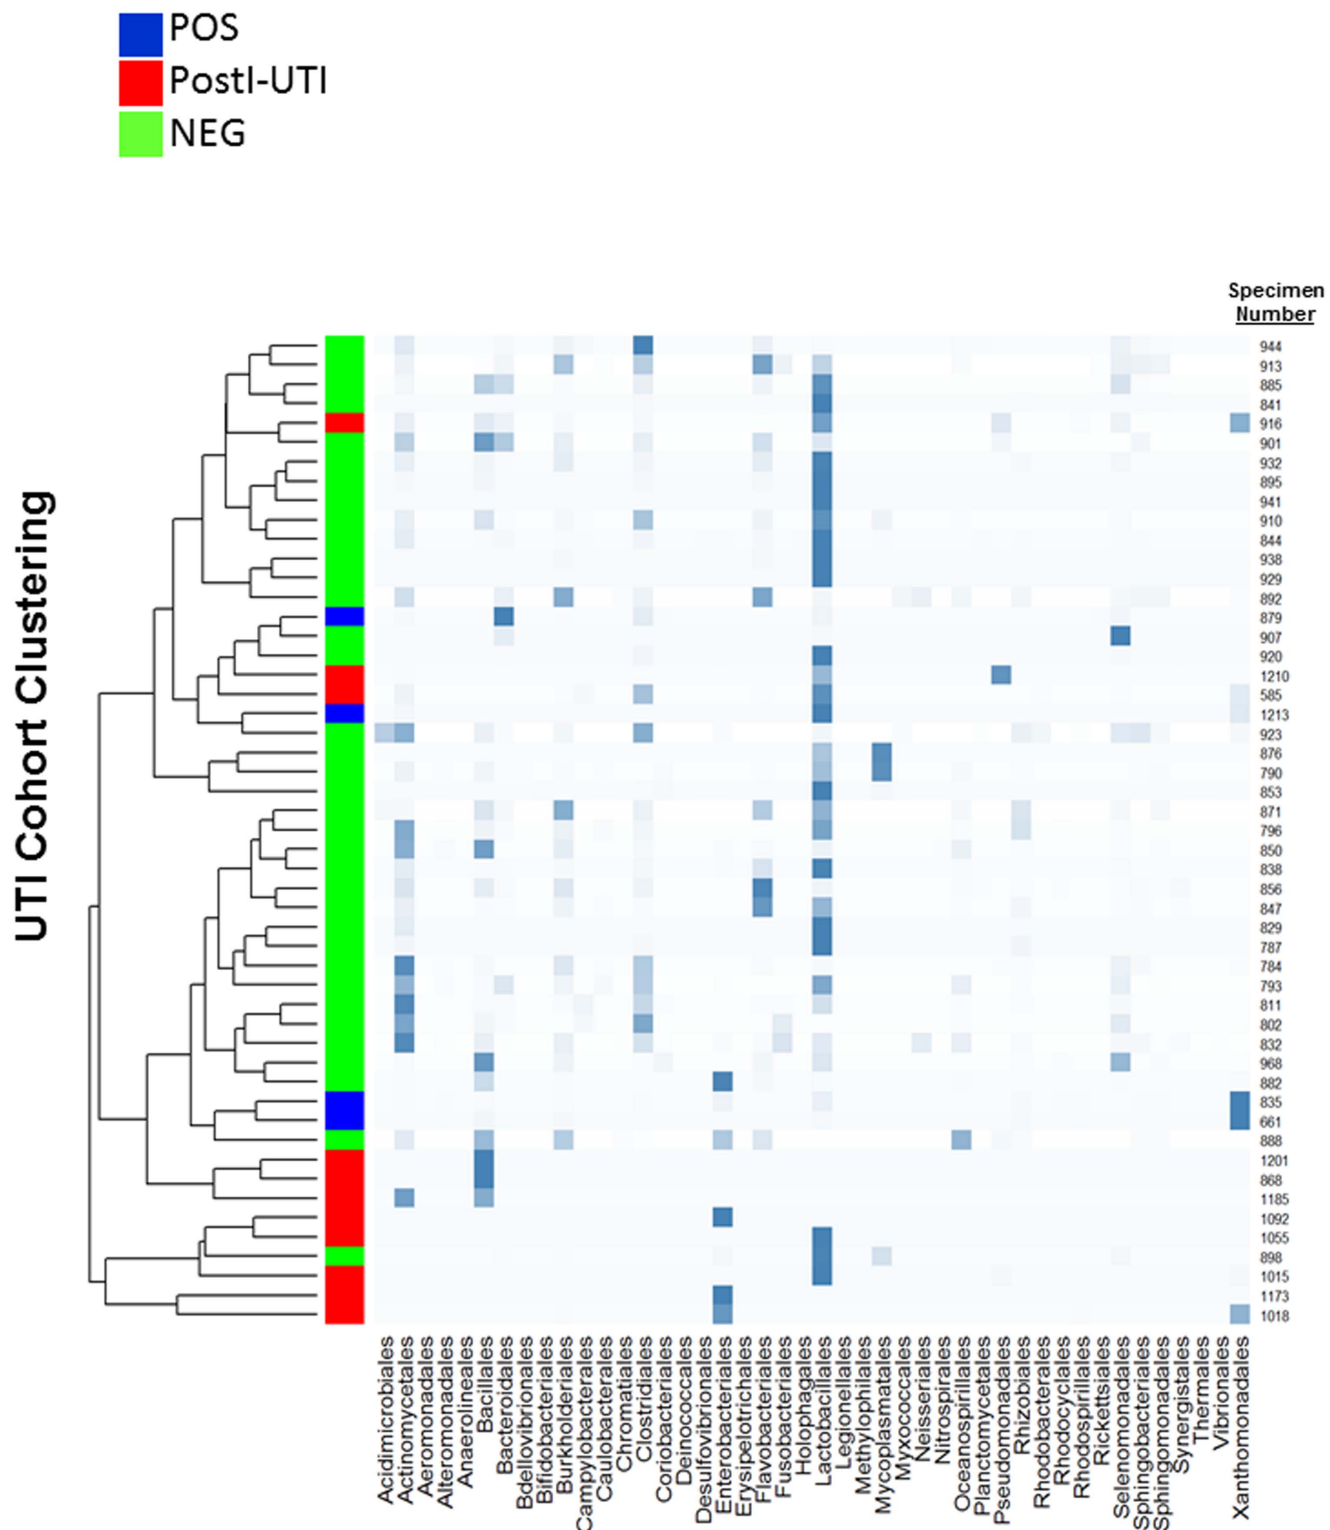 POS
PostI-UTI
NEG
Specimen
Number
UTI Cohort Clustering
944
913
885
841
916
901
932
895
941
910
844
938
929
892
879
907
920
1210
585
1213
923
876
790
853
871
796
850
838
856
847
829
787
784
793
811
802
832
968
882
835
661
888
1201
868
1185
1092
1055
898
1015
1173
1018
Acidimicrobiales
Actinomycetales
Aeromonadales
Alteromonadales
Anaerolineales
Bacillales
Bacteroidales
Bdellovibrionales
Bifidobacteriales
Burkholderiales
Campylobacterales
Caulobacterales
Chromatiales
Clostridiales
Coriobacteriales
Deinococcales
Desulfovibrionales
Enterobacteriales
Erysipelotrichales
Flavobacteriales
Fusobacteriales
Holophagales
Lactobacillales
Legionellales
Methylophilales
Mycoplasmatales
Myxococcales
Neisseriales
Nitrospirales
Oceanospirillales
Planctomycetales
Pseudomonadales
Rhizobiales
Rhodobacterales
Rhodocyclales
Rhodospirillales
Rickettsiales
Selenomonadales
Sphingobacteriales
Sphingomonadales
Synergistales
Thermales
Vibrionales
Xanthomonadales